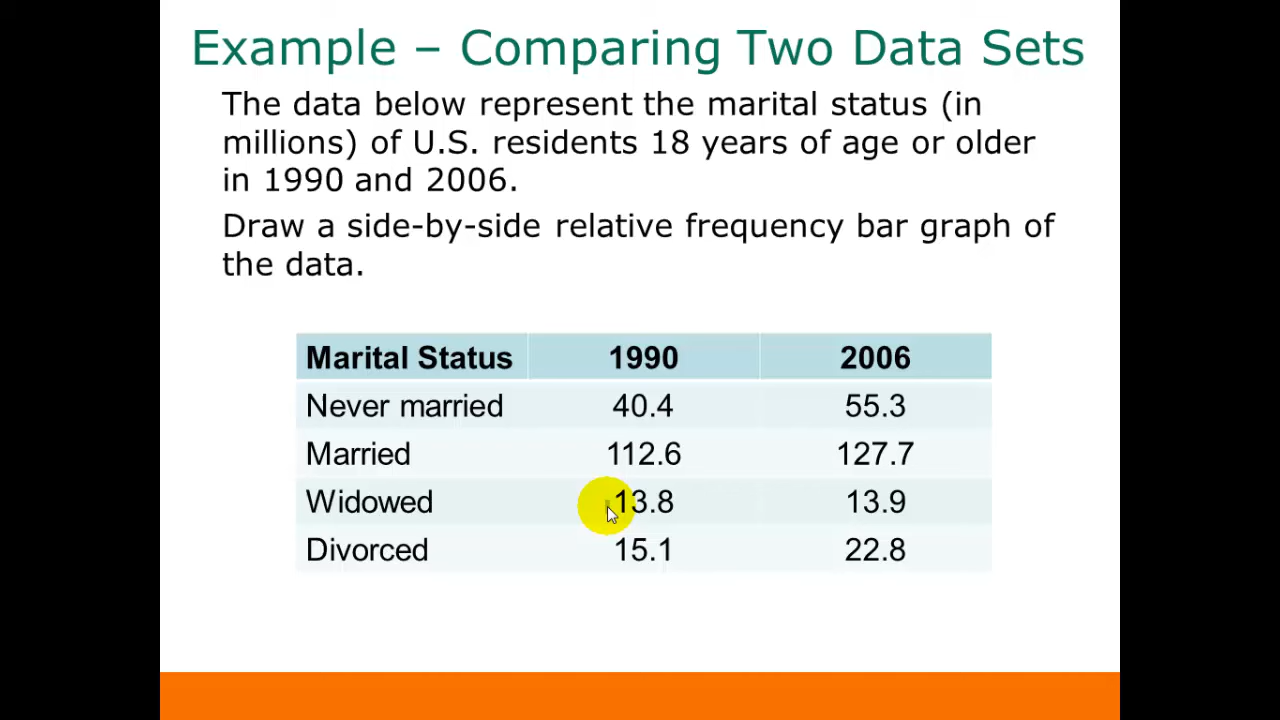 Example – Comparing Two Data Sets
The data below represent the marital status (in
millions) of U.S. residents 18 years of age or older
in 1990 and 2006.
Draw a side-by-side relative frequency bar graph of
the data.
Marital Status 1990 2006
Never married 40.4 55.3
Married 112.6 127.7
Widowed 13.8 13.9
Divorced 15.1 22.8